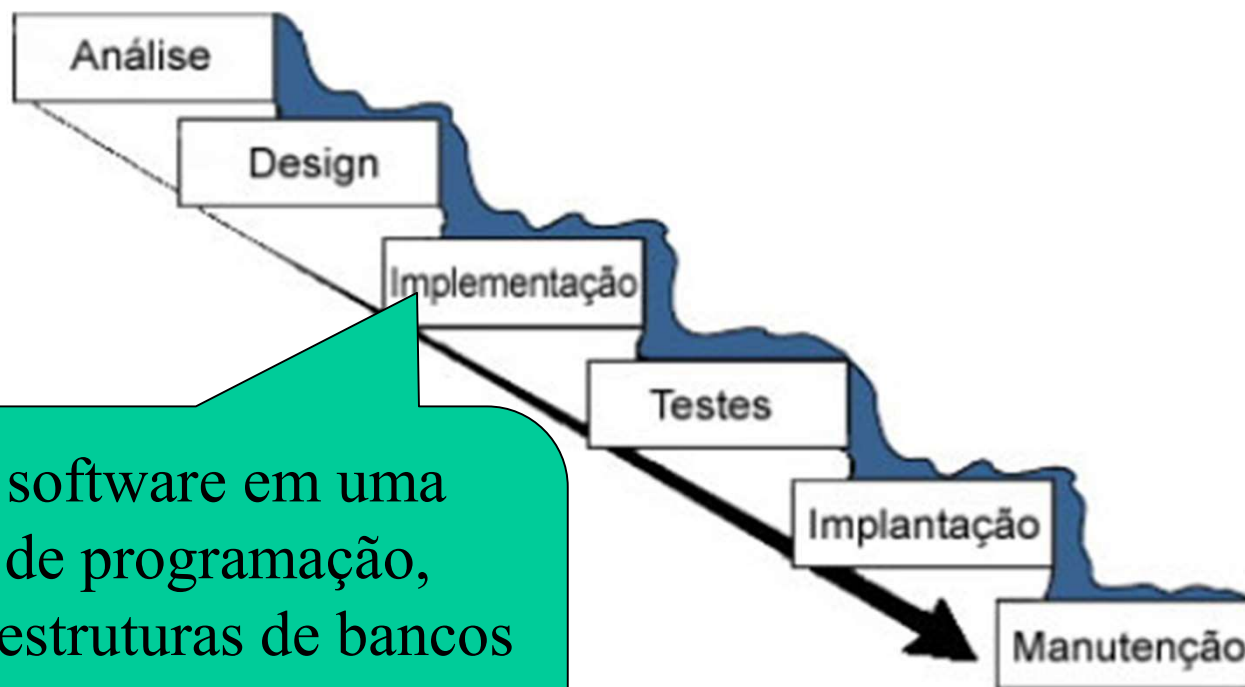 Análise
Design
Implementação
Testes
software em uma
de programação,
estruturas de bancos
Implantação
Manutenção